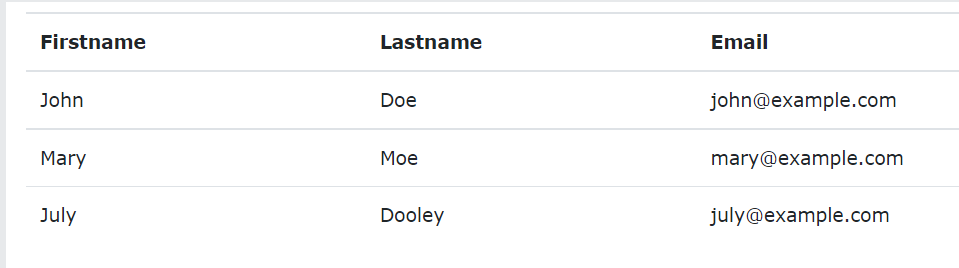 Firstname Lastname Email
John Doe john@example.com
Mary Moe mary@example.com
July Dooley july@example.com